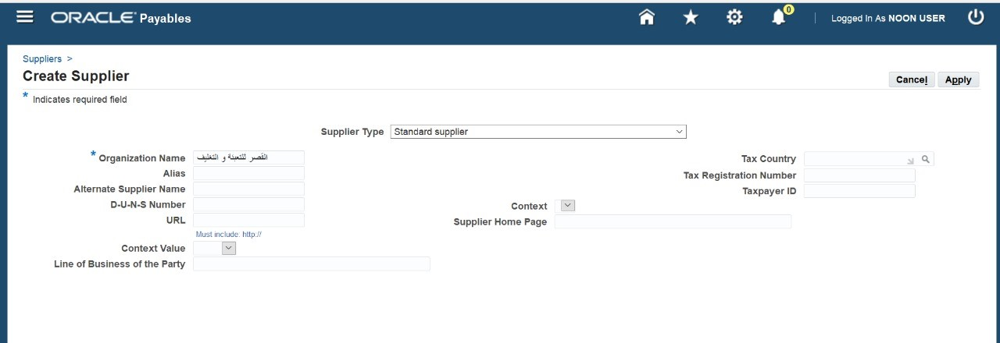 ORACLE Payables
0
Logged In As NOON USER
Suppliers >
Create Supplier
Cancel Apply
* Indicates required field
Supplier Type Standard supplier
* Organization Name القصر للتعبئة و التغليف
Tax Country
Alias
Tax Registration Number
Alternate Supplier Name
Taxpayer ID
D-U-N-S Number
Context
URL
Supplier Home Page
Must include: http://
Context Value
Line of Business of the Party